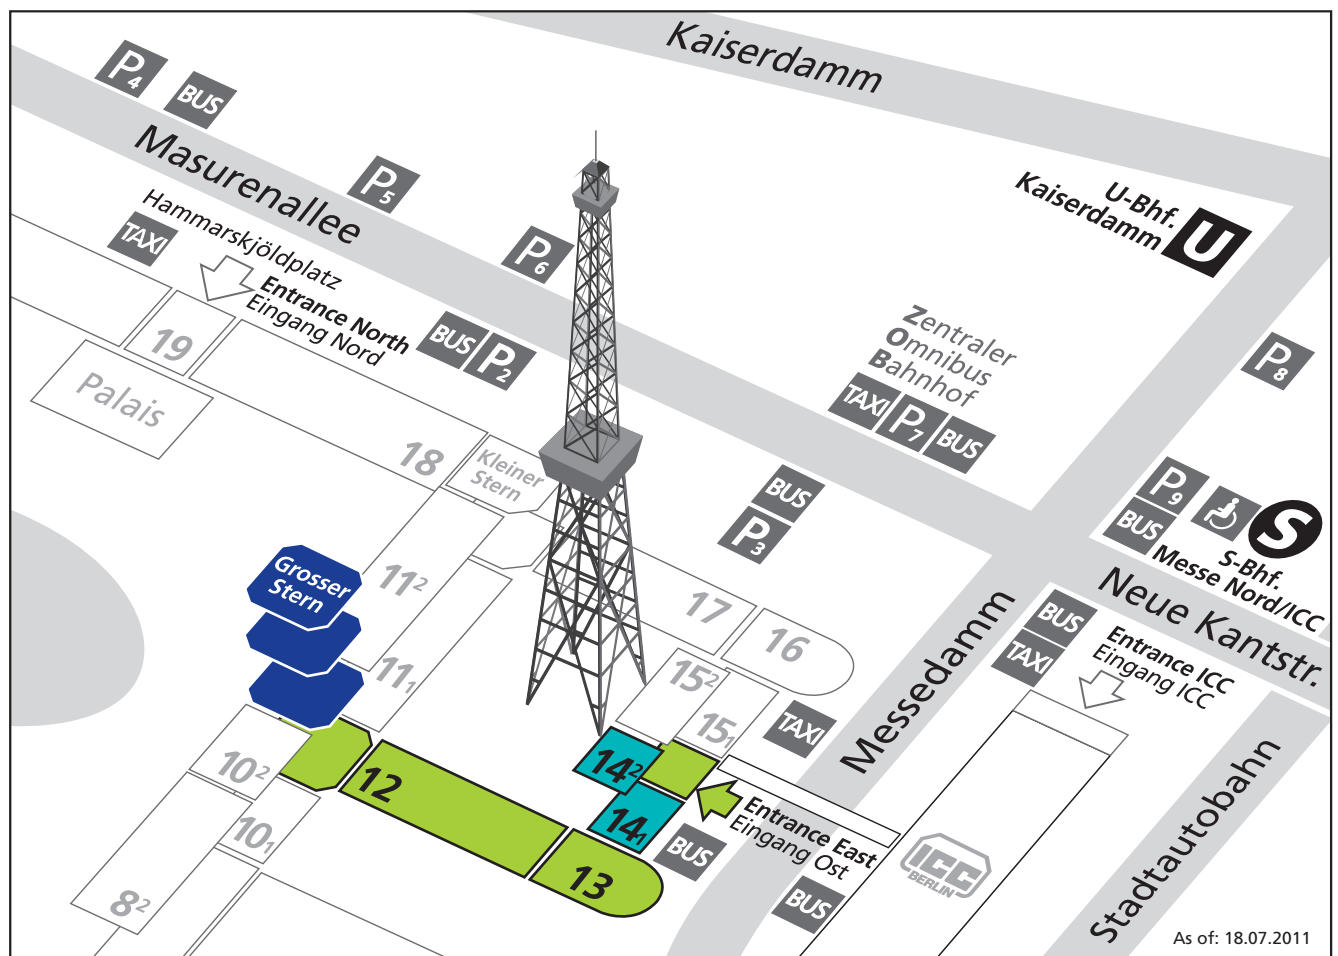 Kaiserdamm
P4
BUS
Masurenallee
P5
U-Bhf.
Kaiserdamm
U
Hammarskjöldplatz
TAXI
P6
Entrance North
Eingang Nord
BUS
P2
19
Palais
Zentraler
Omnibus
Bahnhof
TAXI
P7
BUS
P8
18
Kleiner
Stern
BUS
P3
P9
BUS
S
S-Bhf.
Messe Nord/ICC
Neue Kantstr.
Grosser
Stern
11²
11₁
17
16
Messedamm
BUS
TAXI
Entrance ICC
Eingang ICC
15²
15₁
TAXI
10²
12
14²
14₁
Entrance East
Eingang Ost
BUS
BUS
ICC
BERLIN
Stadtautobahn
10₁
13
8²
As of: 18.07.2011